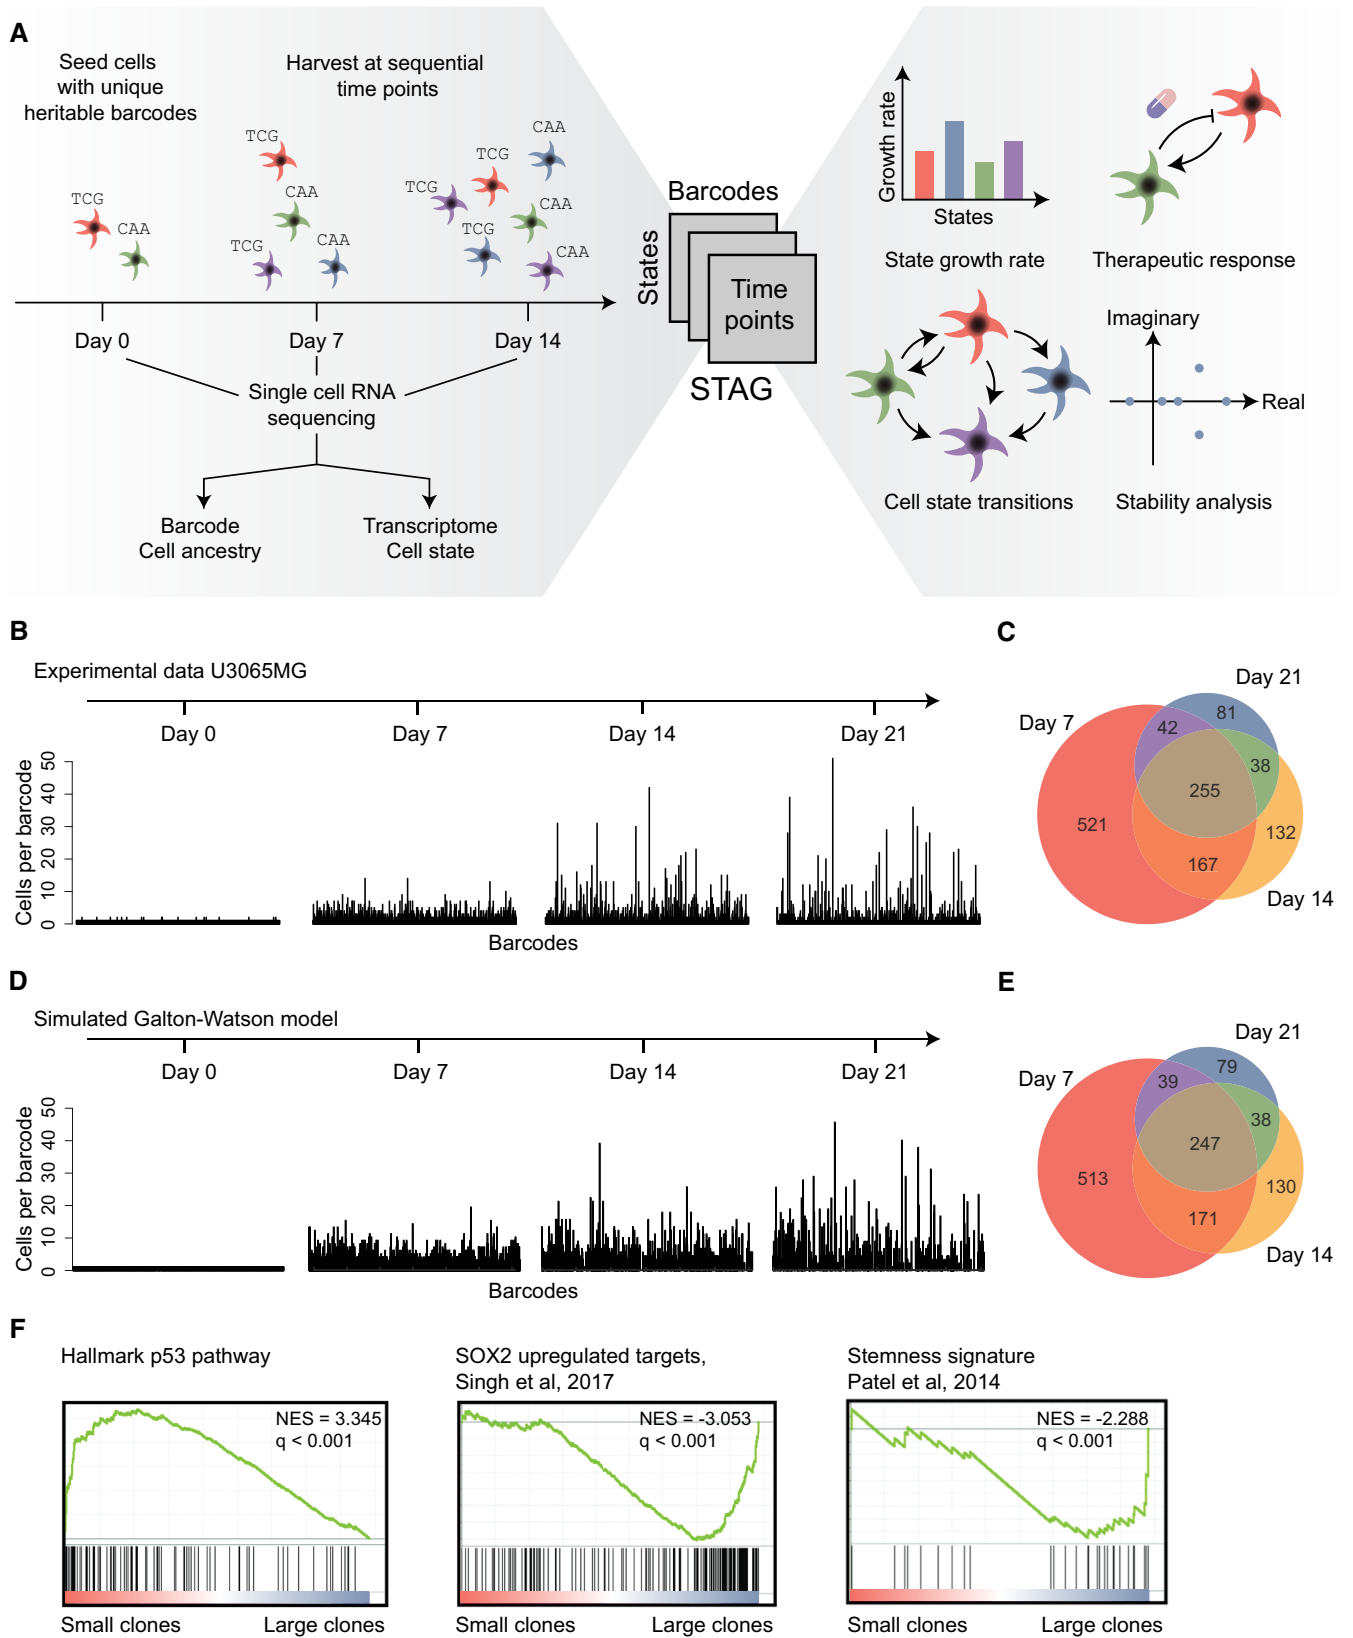 A
Seed cells
with unique
heritable barcodes
Harvest at sequential
time points
TCG
CAA
TCG
CAA
TCG
CAA
CAA
TCG
TCG
CAA
TCG
CAA
Day 0
Day 7
Day 14
Single cell RNA
sequencing
Barcode
Cell ancestry
Transcriptome
Cell state
Barcodes
States
Time
points
STAG
Growth rate
States
State growth rate
Therapeutic response
Cell state transitions
Imaginary
Real
Stability analysis
B
Experimental data U3065MG
Day 0
Day 7
Day 14
Day 21
Cells per barcode
50
40
30
20
10
0
Barcodes
C
Day 21
Day 7
Day 14
81
42
38
255
521
132
167
D
Simulated Galton-Watson model
Day 0
Day 7
Day 14
Day 21
Cells per barcode
50
40
30
20
10
0
Barcodes
E
Day 21
Day 7
Day 14
79
39
38
247
513
130
171
F
Hallmark p53 pathway
NES = 3.345
q < 0.001
Small clones
Large clones
SOX2 upregulated targets,
Singh et al, 2017
NES = -3.053
q < 0.001
Small clones
Large clones
Stemness signature
Patel et al, 2014
NES = -2.288
q < 0.001
Small clones
Large clones